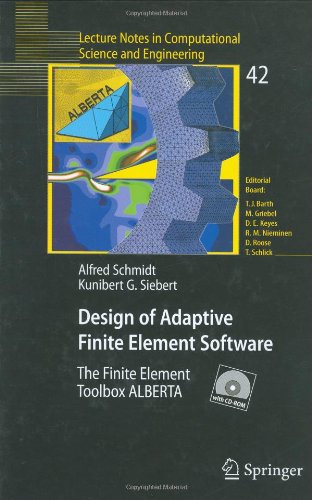 Lecture Notes in Computational
Science and Engineering
42
ALBERTA
Editorial
Board:
T. J. Barth
M. Griebel
D. E. Keyes
R. M. Nieminen
D. Roose
T. Schlick
Alfred Schmidt
Kunibert G. Siebert
Design of Adaptive
Finite Element Software
The Finite Element
Toolbox ALBERTA
with CD-ROM
Springer